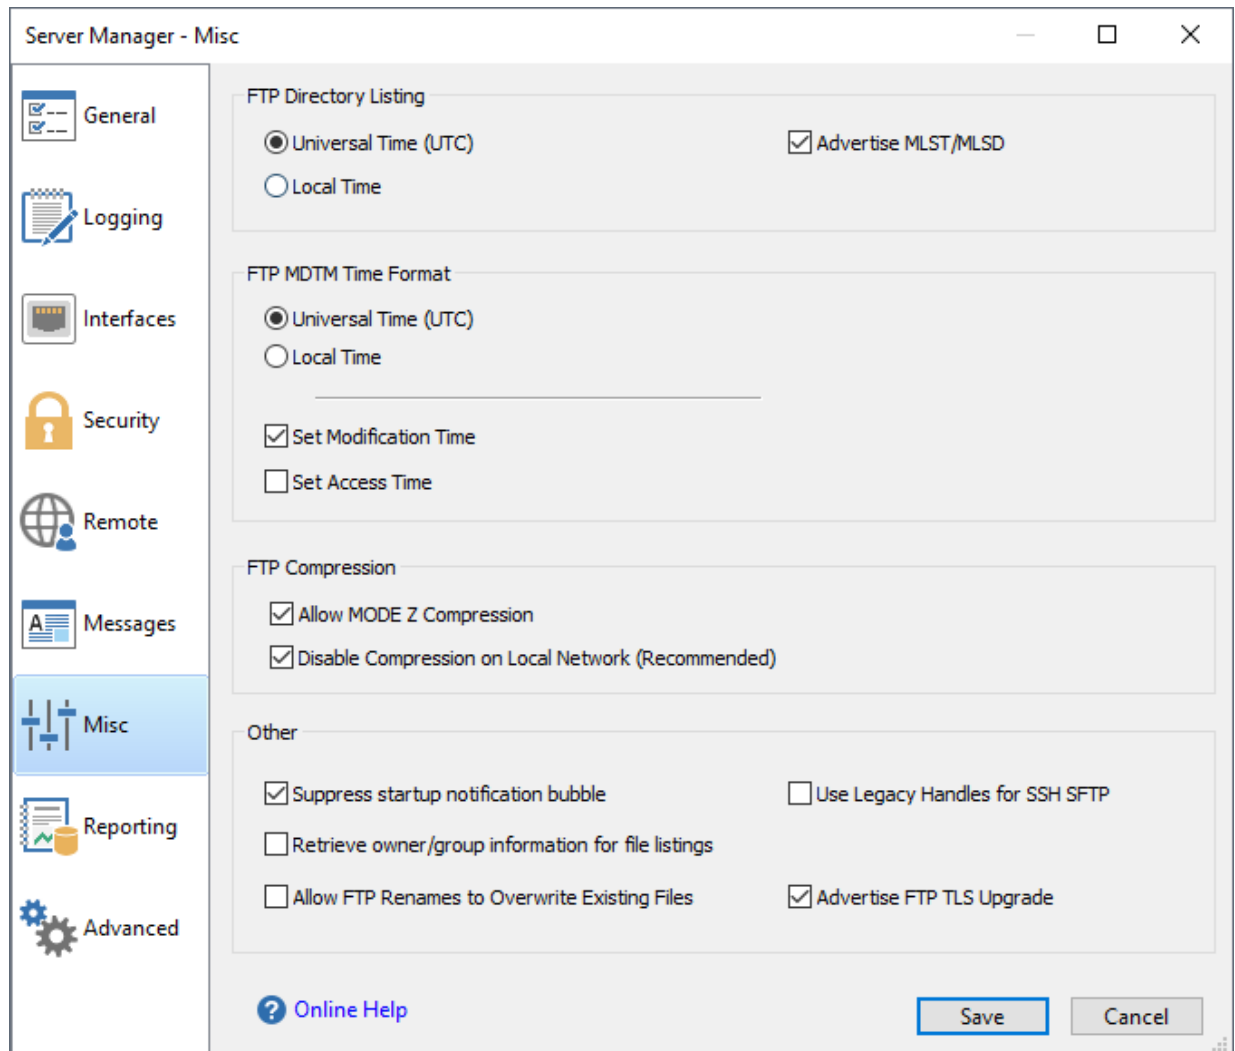 Server Manager - Misc
General
Logging
Interfaces
Security
Remote
Messages
Misc
Reporting
Advanced
FTP Directory Listing
Universal Time (UTC)
Advertise MLST/MLSD
Local Time
FTP MDTM Time Format
Universal Time (UTC)
Local Time
Set Modification Time
Set Access Time
FTP Compression
Allow MODE Z Compression
Disable Compression on Local Network (Recommended)
Other
Suppress startup notification bubble
Use Legacy Handles for SSH SFTP
Retrieve owner/group information for file listings
Allow FTP Renames to Overwrite Existing Files
Advertise FTP TLS Upgrade
Online Help
Save
Cancel